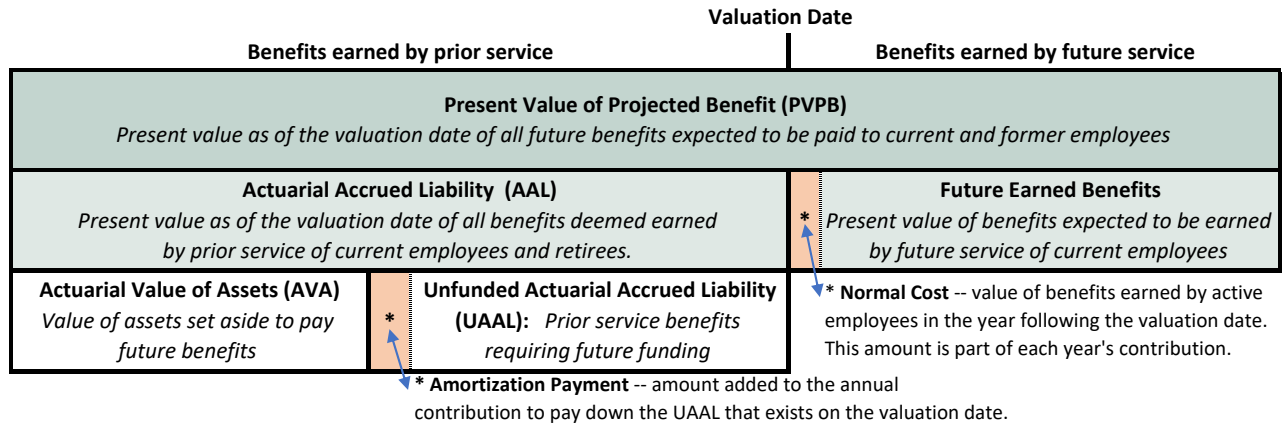 Valuation Date
Benefits earned by prior service
Benefits earned by future service
Present Value of Projected Benefit (PVPB)
Present value as of the valuation date of all future benefits expected to be paid to current and former employees
Actuarial Accrued Liability (AAL)
Present value as of the valuation date of all benefits deemed earned
by prior service of current employees and retirees.
*
Future Earned Benefits
Present value of benefits expected to be earned
by future service of current employees
Actuarial Value of Assets (AVA)
Value of assets set aside to pay
future benefits
*
Unfunded Actuarial Accrued Liability
(UAAL): Prior service benefits
requiring future funding
* Normal Cost -- value of benefits earned by active
employees in the year following the valuation date.
This amount is part of each year's contribution.
* Amortization Payment -- amount added to the annual
contribution to pay down the UAAL that exists on the valuation date.